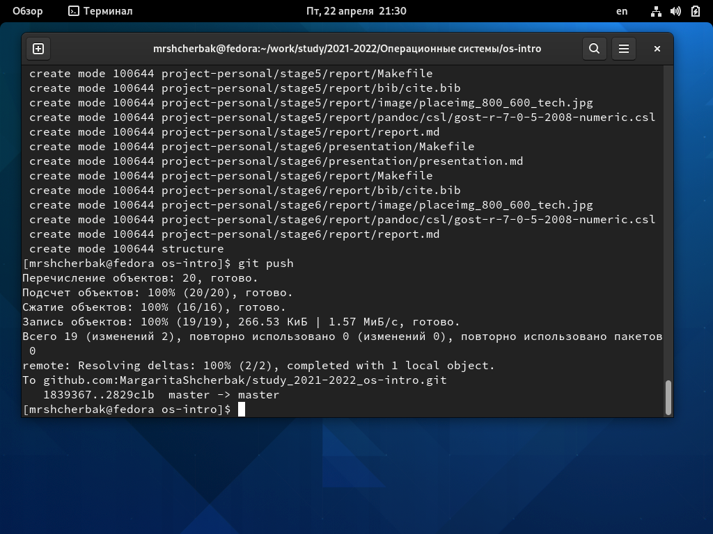 Обзор
Терминал
Пт, 22 апреля 21:30
en
mrshcherbak@fedora:~/work/study/2021-2022/Операционные системы/os-intro
create mode 100644 project-personal/stage5/report/Makefile
create mode 100644 project-personal/stage5/report/bib/cite.bib
create mode 100644 project-personal/stage5/report/image/placeimg_800_600_tech.jpg
create mode 100644 project-personal/stage5/report/pandoc/csl/gost-r-7-0-5-2008-numeric.csl
create mode 100644 project-personal/stage5/report/report.md
create mode 100644 project-personal/stage6/presentation/Makefile
create mode 100644 project-personal/stage6/presentation/presentation.md
create mode 100644 project-personal/stage6/report/Makefile
create mode 100644 project-personal/stage6/report/bib/cite.bib
create mode 100644 project-personal/stage6/report/image/placeimg_800_600_tech.jpg
create mode 100644 project-personal/stage6/report/pandoc/csl/gost-r-7-0-5-2008-numeric.csl
create mode 100644 project-personal/stage6/report/report.md
create mode 100644 structure
[mrshcherbak@fedora os-intro]$ git push
Перечисление объектов: 20, готово.
Подсчет объектов: 100% (20/20), готово.
Сжатие объектов: 100% (16/16), готово.
Запись объектов: 100% (19/19), 266.53 КиБ | 1.57 МиБ/с, готово.
Всего 19 (изменений 2), повторно использовано 0 (изменений 0), повторно использовано пакетов
0
remote: Resolving deltas: 100% (2/2), completed with 1 local object.
To github.com:MargaritaShcherbak/study_2021-2022_os-intro.git
1839367..2829c1b  master -> master
[mrshcherbak@fedora os-intro]$